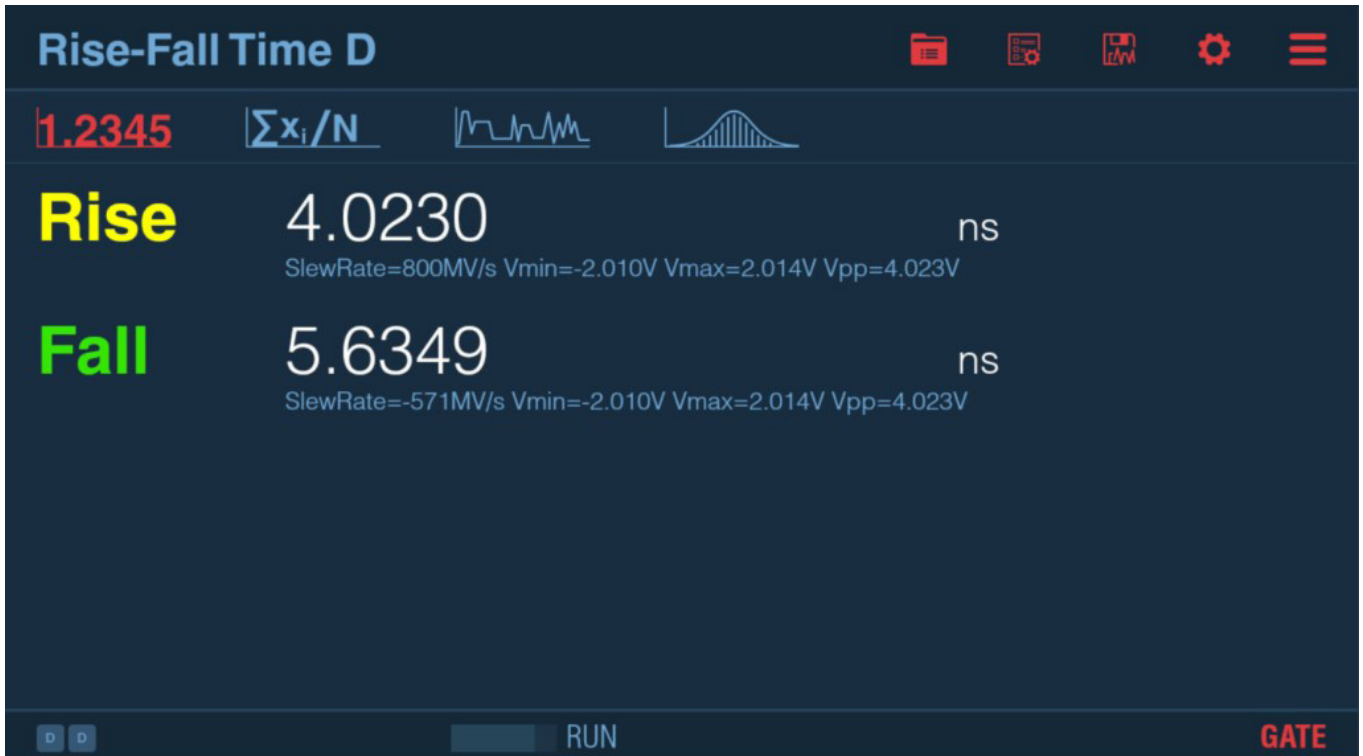 Rise-Fall Time D
1.2345 ∑xᵢ/N
Rise 4.0230 ns
SlewRate=800MV/s Vmin=-2.010V Vmax=2.014V Vpp=4.023V
Fall 5.6349 ns
SlewRate=-571MV/s Vmin=-2.010V Vmax=2.014V Vpp=4.023V
D D RUN GATE